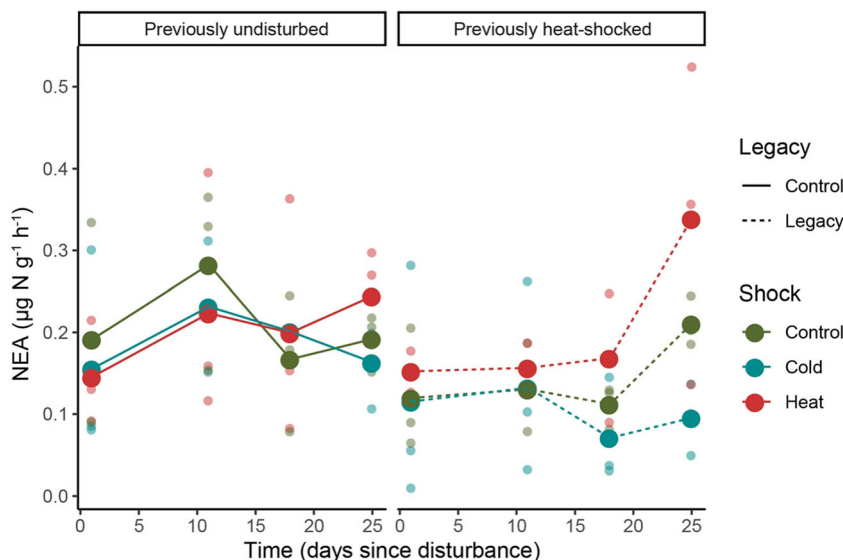 Previously undisturbed
Previously heat-shocked
NEA (µg N g⁻¹ h⁻¹)
0.5
0.4
0.3
0.2
0.1
0.0
0 5 10 15 20 25
0 5 10 15 20 25
Time (days since disturbance)
Legacy
Control
Legacy
Shock
Control
Cold
Heat